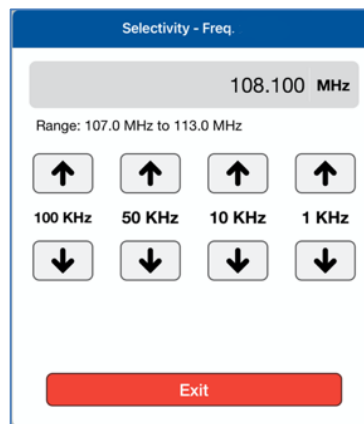 Selectivity - Freq.
108.100 MHz
Range: 107.0 MHz to 113.0 MHz
100 KHz 50 KHz 10 KHz 1 KHz
Exit